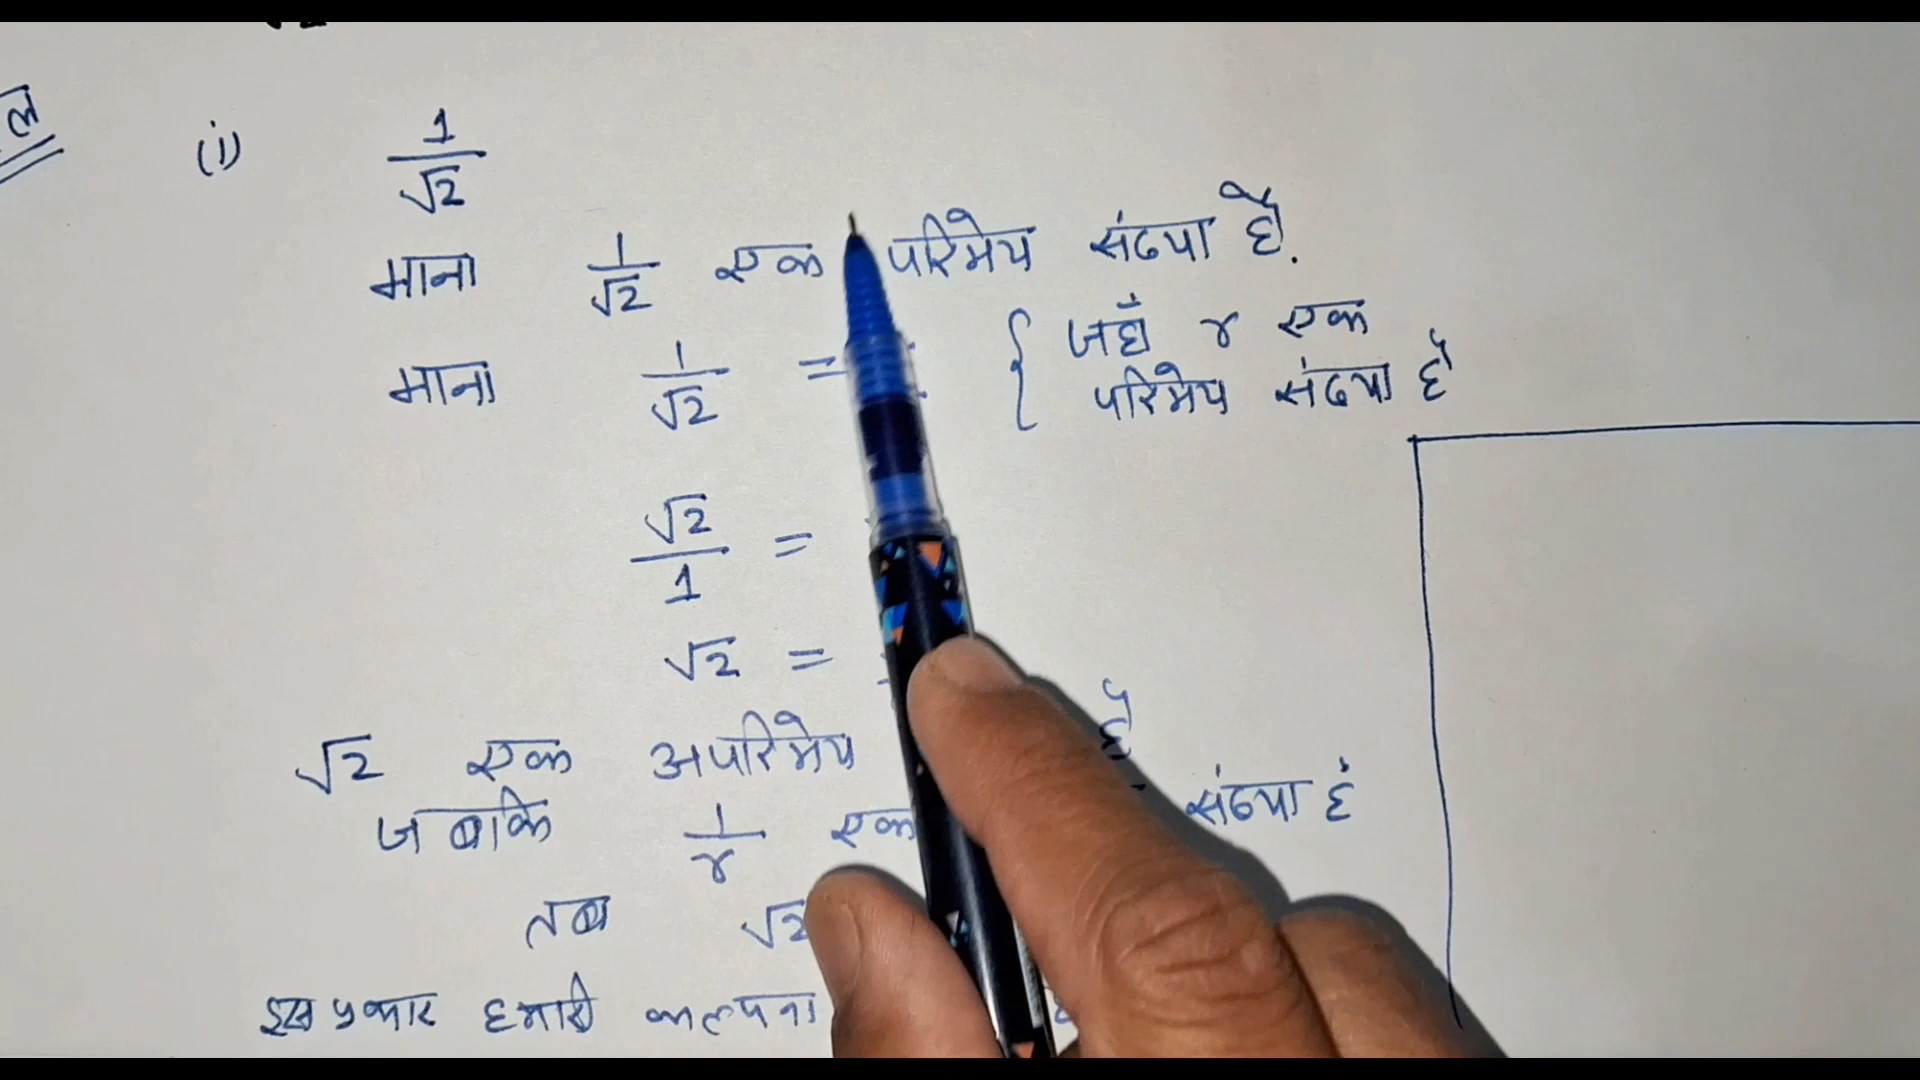 (i) 1/√2
माना 1/√2 एक परिमेय संख्या है.
माना 1/√2 = { जहाँ r एक
परिमेय संख्या है
√2/1 =
√2 =
√2 एक अपरिमेय है
जबकि 1/r एक संख्या है
तब √2
इस प्रकार हमारी कल्पना